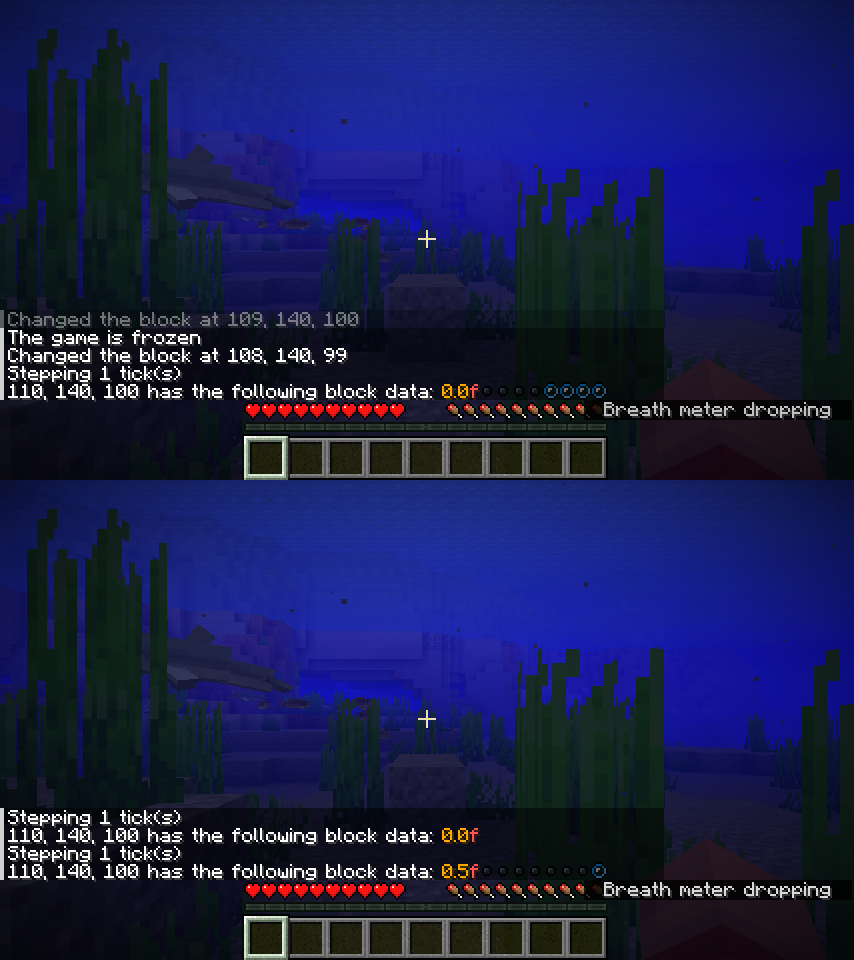 Changed the block at 109, 140, 100
The game is frozen
Changed the block at 108, 140, 99
Stepping 1 tick(s)
110, 140, 100 has the following block data: 0.0f
Breath meter dropping
Stepping 1 tick(s)
110, 140, 100 has the following block data: 0.0f
Stepping 1 tick(s)
110, 140, 100 has the following block data: 0.5f
Breath meter dropping